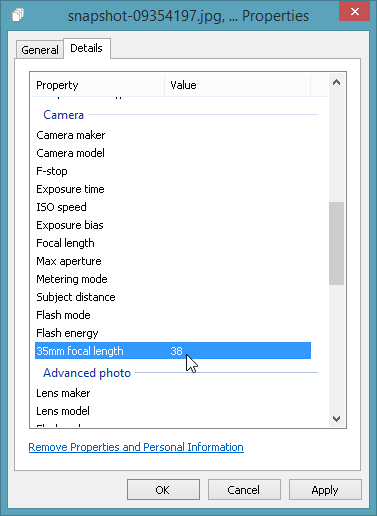 snapshot-09354197.jpg, ... Properties
General Details
Property Value
Camera
Camera maker
Camera model
F-stop
Exposure time
ISO speed
Exposure bias
Focal length
Max aperture
Metering mode
Subject distance
Flash mode
Flash energy
35mm focal length 38
Advanced photo
Lens maker
Lens model
Remove Properties and Personal Information
OK Cancel Apply